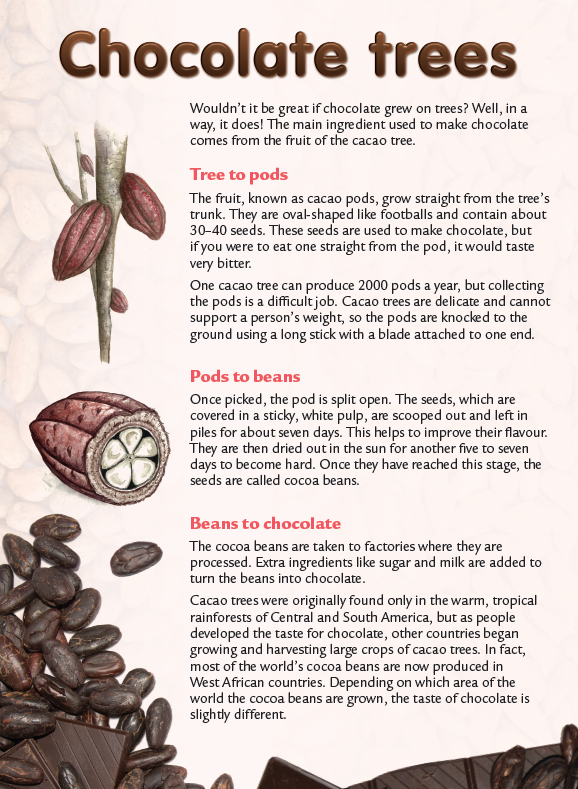 Chocolate trees
Wouldn't it be great if chocolate grew on trees? Well, in a
way, it does! The main ingredient used to make chocolate
comes from the fruit of the cacao tree.
Tree to pods
The fruit, known as cacao pods, grow straight from the tree's
trunk. They are oval-shaped like footballs and contain about
30–40 seeds. These seeds are used to make chocolate, but
if you were to eat one straight from the pod, it would taste
very bitter.
One cacao tree can produce 2000 pods a year, but collecting
the pods is a difficult job. Cacao trees are delicate and cannot
support a person's weight, so the pods are knocked to the
ground using a long stick with a blade attached to one end.
Pods to beans
Once picked, the pod is split open. The seeds, which are
covered in a sticky, white pulp, are scooped out and left in
piles for about seven days. This helps to improve their flavour.
They are then dried out in the sun for another five to seven
days to become hard. Once they have reached this stage, the
seeds are called cocoa beans.
Beans to chocolate
The cocoa beans are taken to factories where they are
processed. Extra ingredients like sugar and milk are added to
turn the beans into chocolate.
Cacao trees were originally found only in the warm, tropical
rainforests of Central and South America, but as people
developed the taste for chocolate, other countries began
growing and harvesting large crops of cacao trees. In fact,
most of the world's cocoa beans are now produced in
West African countries. Depending on which area of the
world the cocoa beans are grown, the taste of chocolate is
slightly different.